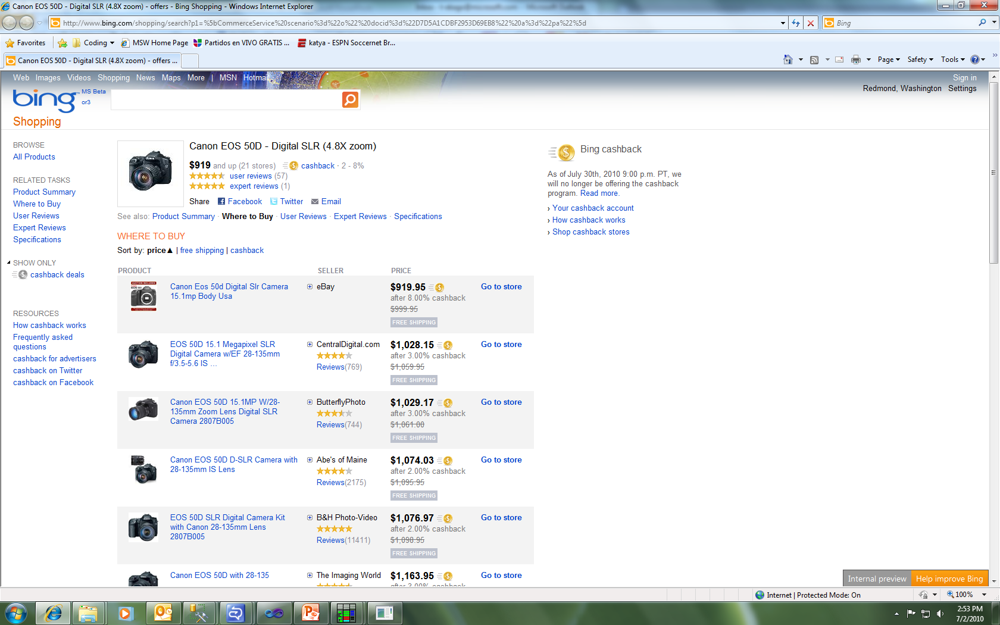 Canon EOS 50D - Digital SLR (4.8X zoom) - offers - Bing Shopping - Windows Internet Explorer
http://www.bing.com/shopping/search?p1=%5bCommerceService%20scenario%3d%22o%22%20docid%3d%22D7D5A1CDBF2953D69EB8%22%20a%3d%22pa%22%5d
Bing
Favorites
Coding
MSW Home Page
Partidos en VIVO GRATIS ...
katya - ESPN Soccernet Br...
Canon EOS 50D - Digital SLR (4.8X zoom) - offers ...
Page
Safety
Tools
Web Images Videos Shopping News Maps More | MSN Hotmail
Sign in
Redmond, Washington Settings
bing
MS Beta
or3
Shopping
BROWSE
All Products
RELATED TASKS
Product Summary
Where to Buy
User Reviews
Expert Reviews
Specifications
SHOW ONLY
cashback deals
RESOURCES
How cashback works
Frequently asked
questions
cashback for advertisers
cashback on Twitter
cashback on Facebook
Canon EOS 50D - Digital SLR (4.8X zoom)
$919 and up (21 stores) cashback · 2 - 8%
user reviews (57)
expert reviews (1)
Share Facebook Twitter Email
See also: Product Summary · Where to Buy · User Reviews · Expert Reviews · Specifications
WHERE TO BUY
Sort by: price▲ | free shipping | cashback
PRODUCT SELLER PRICE
Canon Eos 50d Digital Slr Camera
15.1mp Body Usa
eBay
$919.95
after 8.00% cashback
$999.95
FREE SHIPPING
Go to store
EOS 50D 15.1 Megapixel SLR
Digital Camera w/EF 28-135mm
f/3.5-5.6 IS ...
CentralDigital.com
Reviews(769)
$1,028.15
after 3.00% cashback
$1,059.95
FREE SHIPPING
Go to store
Canon EOS 50D 15.1MP W/28-
135mm Zoom Lens Digital SLR
Camera 2807B005
ButterflyPhoto
Reviews(744)
$1,029.17
after 3.00% cashback
$1,061.00
FREE SHIPPING
Go to store
Canon EOS 50D D-SLR Camera with
28-135mm IS Lens
Abe's of Maine
Reviews(2175)
$1,074.03
after 2.00% cashback
$1,095.95
FREE SHIPPING
Go to store
EOS 50D SLR Digital Camera Kit
with Canon 28-135mm Lens
2807B005
B&H Photo-Video
Reviews(11411)
$1,076.97
after 2.00% cashback
$1,098.95
FREE SHIPPING
Go to store
Canon EOS 50D with 28-135
The Imaging World
$1,163.95
after 3.00% cashback
Go to store
Bing cashback
As of July 30th, 2010 9:00 p.m. PT, we
will no longer be offering the cashback
program. Read more.
› Your cashback account
› How cashback works
› Shop cashback stores
Internal preview
Help improve Bing
Internet | Protected Mode: On
100%
2:53 PM
7/2/2010